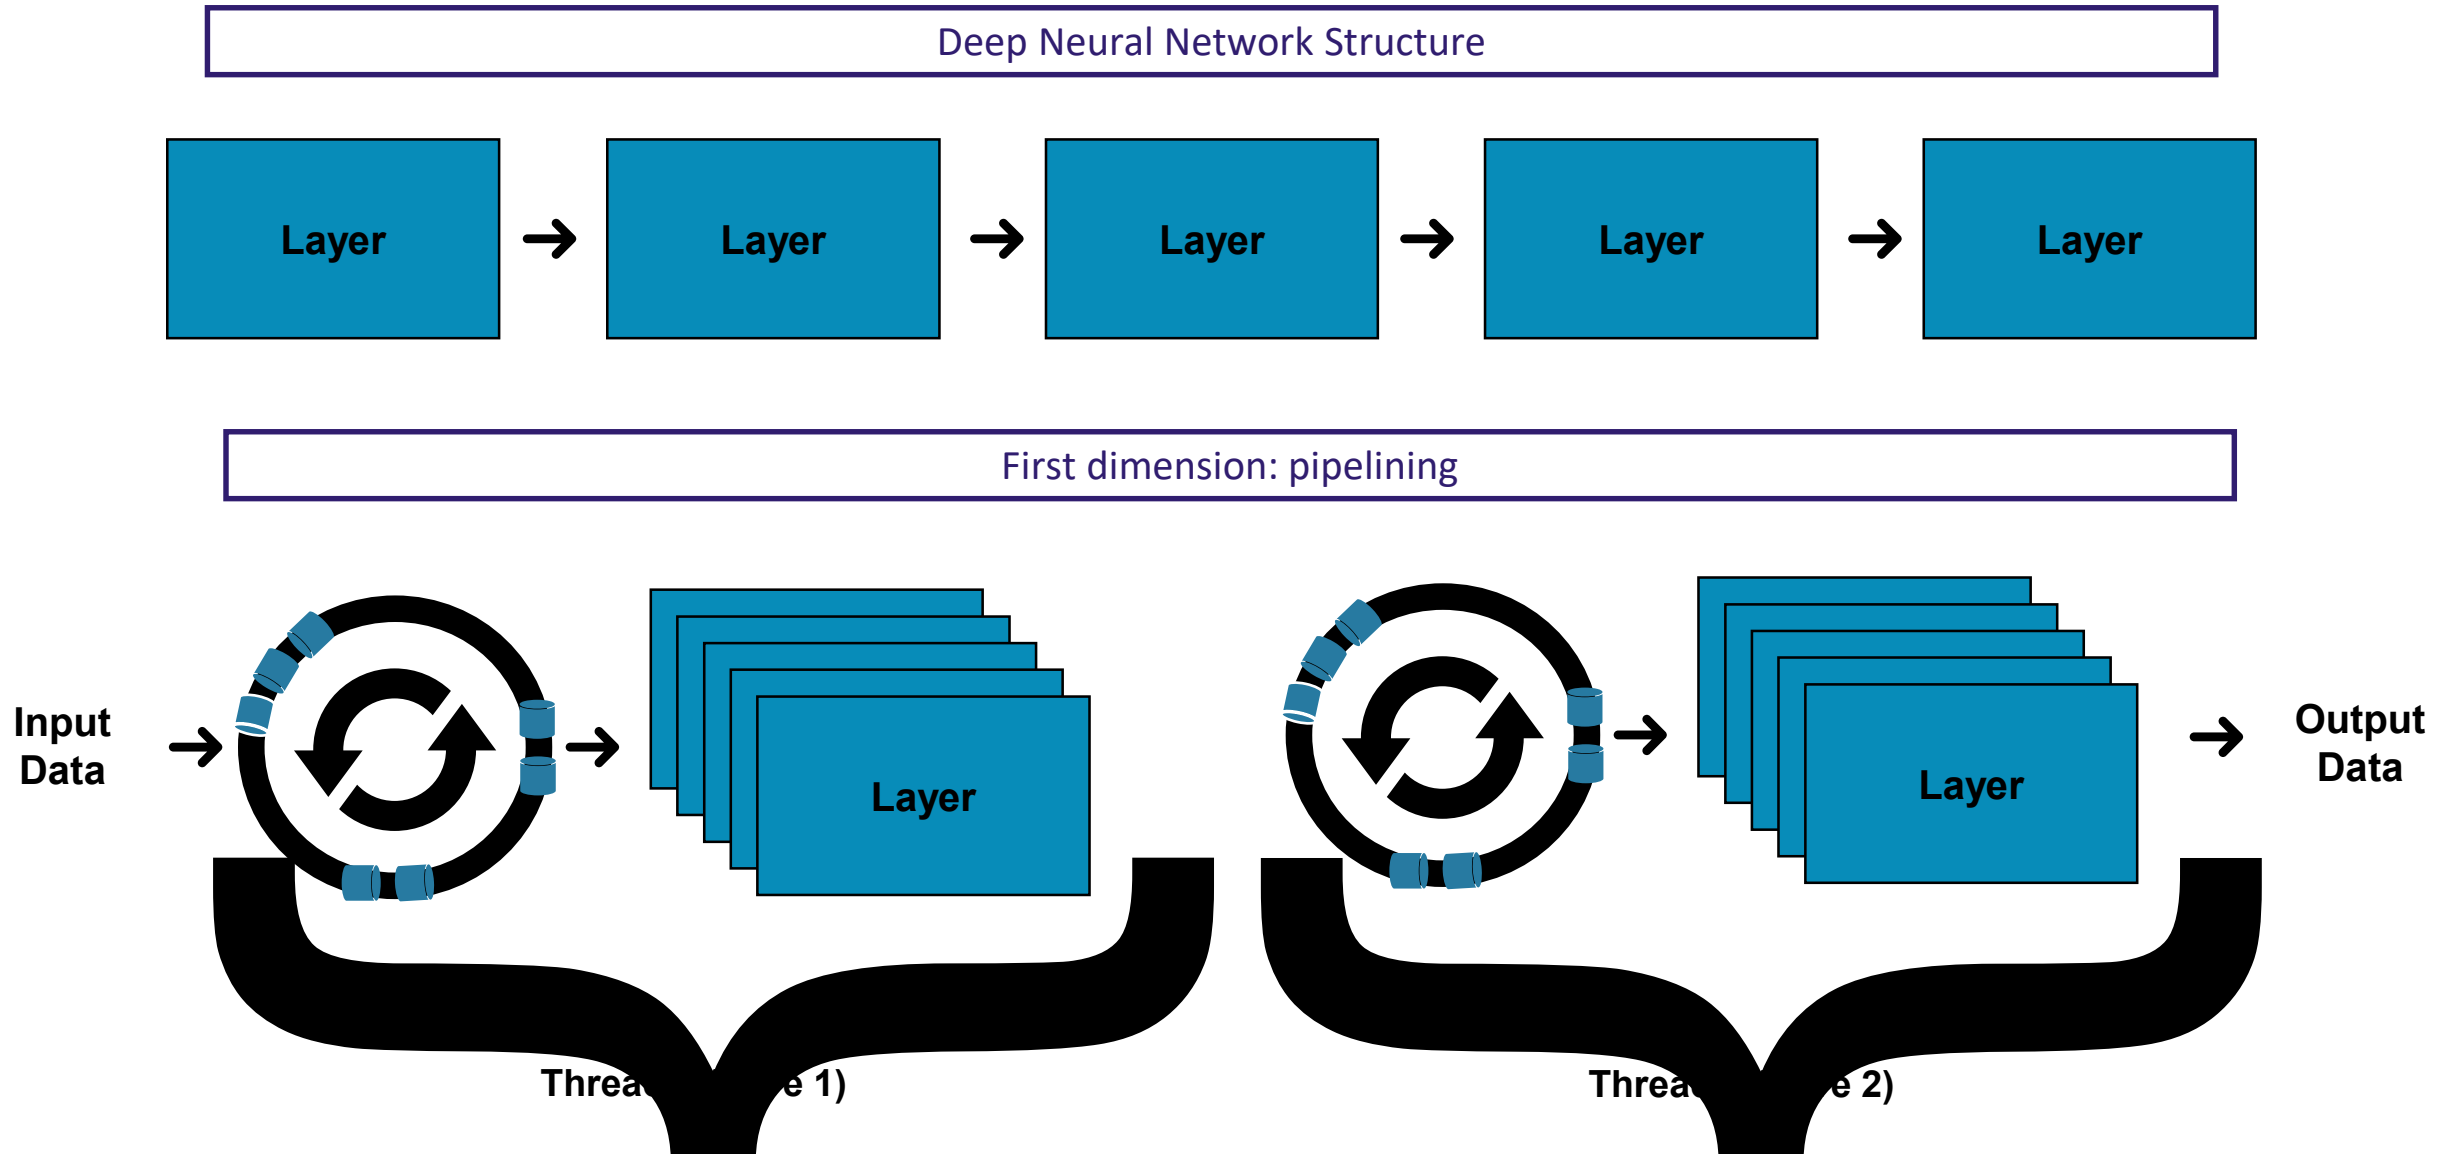 Deep Neural Network Structure
Layer
Layer
Layer
Layer
Layer
First dimension: pipelining
Input
Data
Layer
Layer
Output
Data
1)
2)